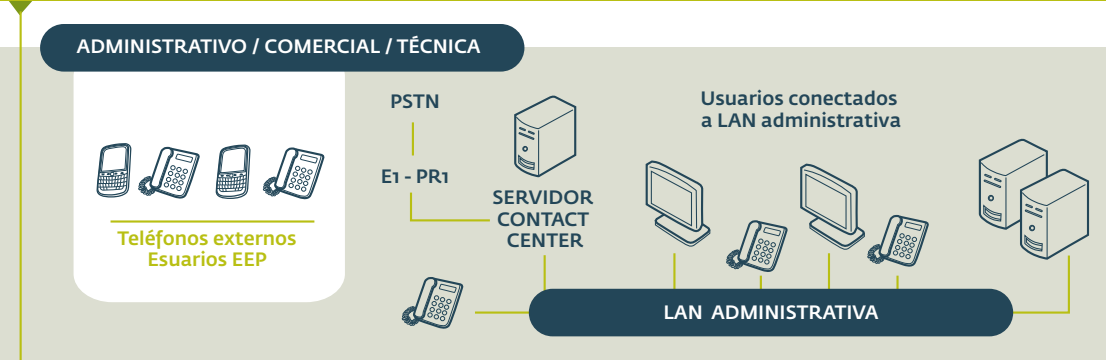 ADMINISTRATIVO / COMERCIAL / TÉCNICA
PSTN
E1 - PR1
SERVIDOR
CONTACT
CENTER
Usuarios conectados
a LAN administrativa
Teléfonos externos
Esuarios EEP
LAN ADMINISTRATIVA